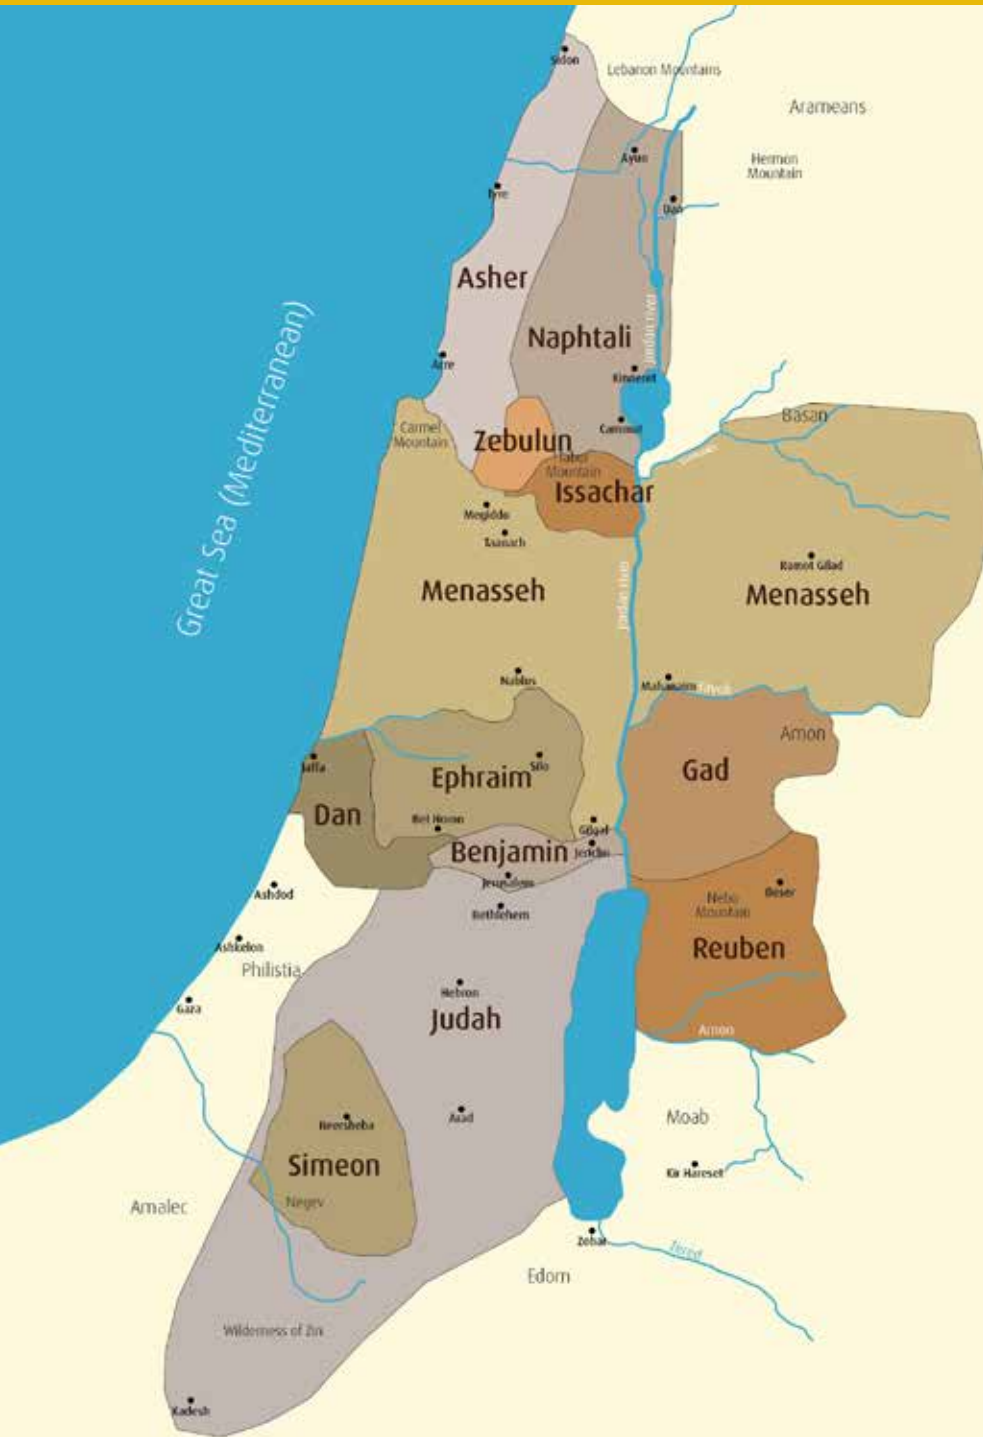 Sidon
Lebanon Mountains
Arameans
Ayun
Hermon
Mountain
Tyre
Dan
Asher
Great Sea (Mediterranean)
Naphtali
Jordan river
Acre
Kinneret
Carmel
Mountain
Zebulun
Basan
Mountain
Issachar
Megiddo
Taanach
Menasseh
Ramot Gilad
Menasseh
Jordan river
Nablus
Mahanaim
Amon
Jaffa
Ephraim
Silo
Gad
Dan
Bet Horon
Gilgal
Benjamin
Jericho
Jerusalem
Ashdod
Bethlehem
Nebo
Mountain
Beser
Ashkelon
Philistia
Reuben
Gaza
Hebron
Judah
Arnon
Beersheba
Arad
Moab
Simeon
Kir Hareset
Negev
Amalec
Zohar
Zered
Edom
Wilderness of Zin
Kadesh